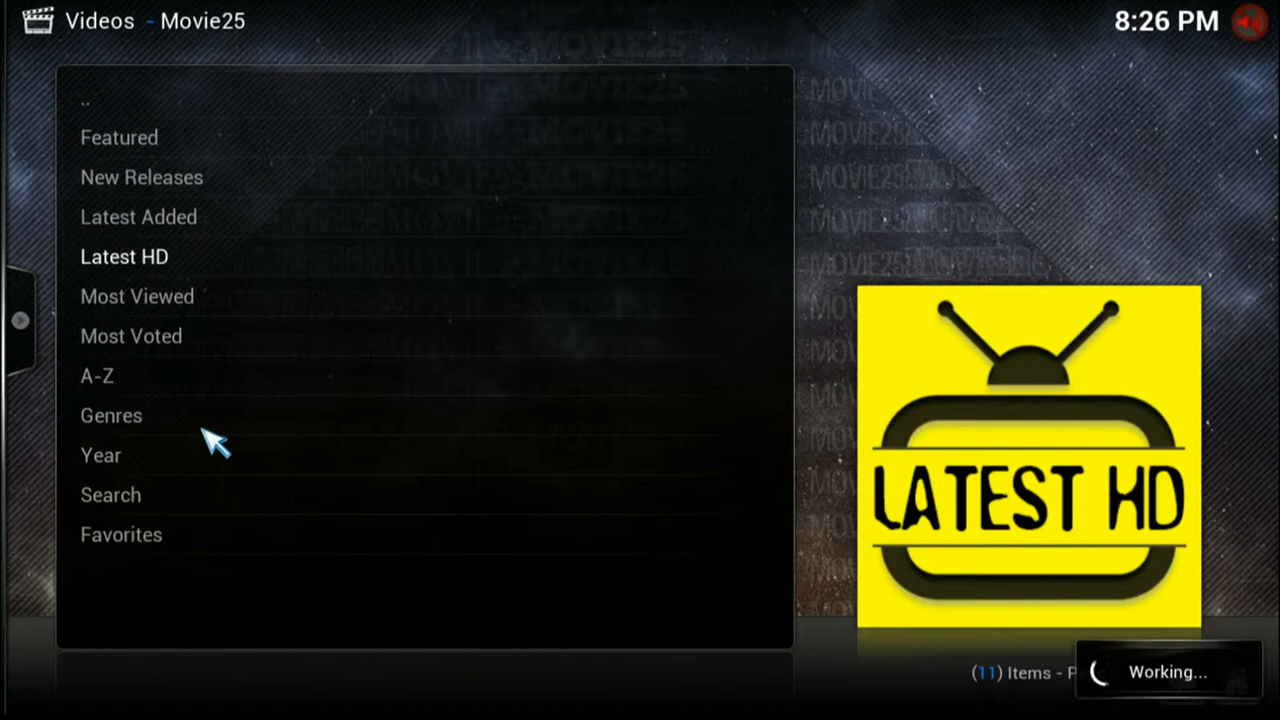 Videos - Movie25
8:26 PM
..
Featured
New Releases
Latest Added
Latest HD
Most Viewed
Most Voted
A-Z
Genres
Year
Search
Favorites
LATEST HD
(11) Items - P
Working...
MOVIE25